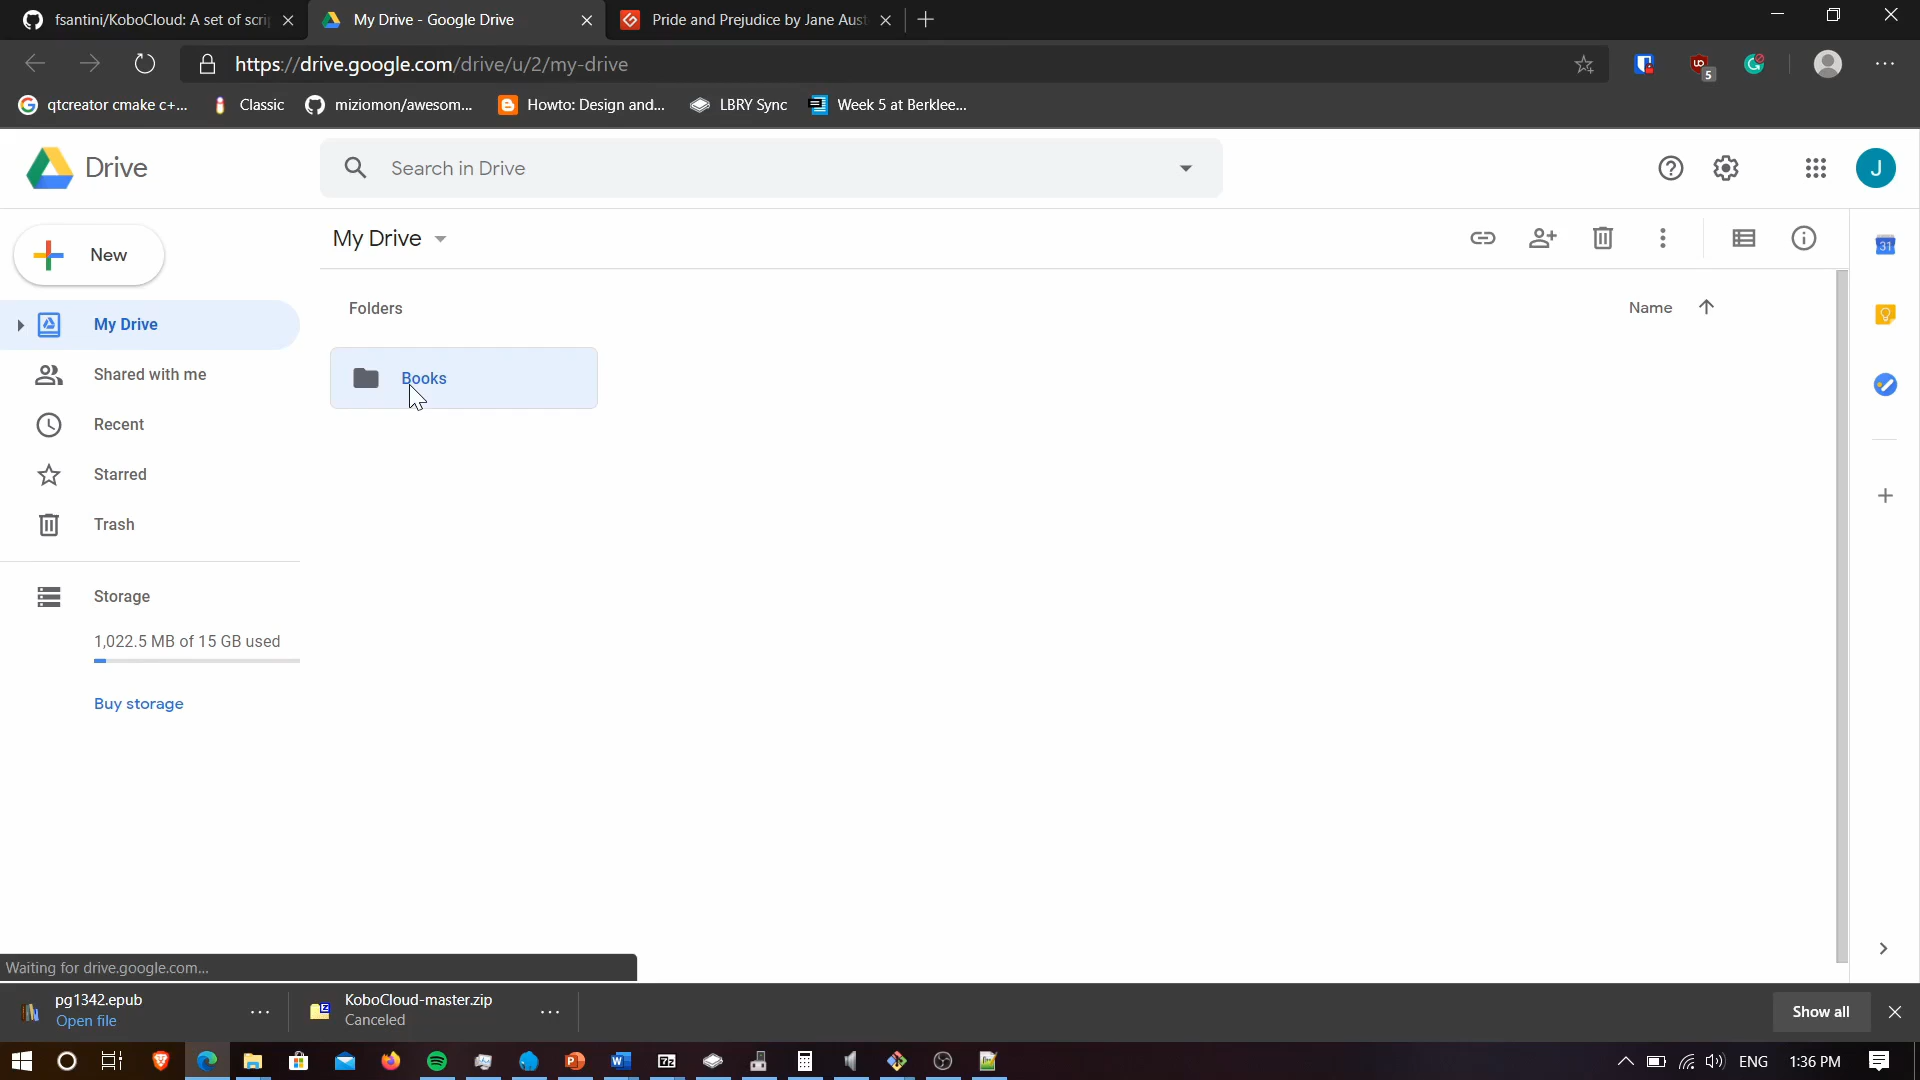 fsantini/KoboCloud: A set of scrip
My Drive - Google Drive
Pride and Prejudice by Jane Aust
https://drive.google.com/drive/u/2/my-drive
5
qtcreator cmake c+...
Classic
miziomon/awesom...
Howto: Design and...
LBRY Sync
Week 5 at Berklee...
Drive
Search in Drive
J
New
My Drive
31
My Drive
Folders
Name
Shared with me
Books
Recent
Starred
Trash
Storage
1,022.5 MB of 15 GB used
Buy storage
Waiting for drive.google.com...
pg1342.epub
Open file
KoboCloud-master.zip
Canceled
Show all
ENG
1:36 PM